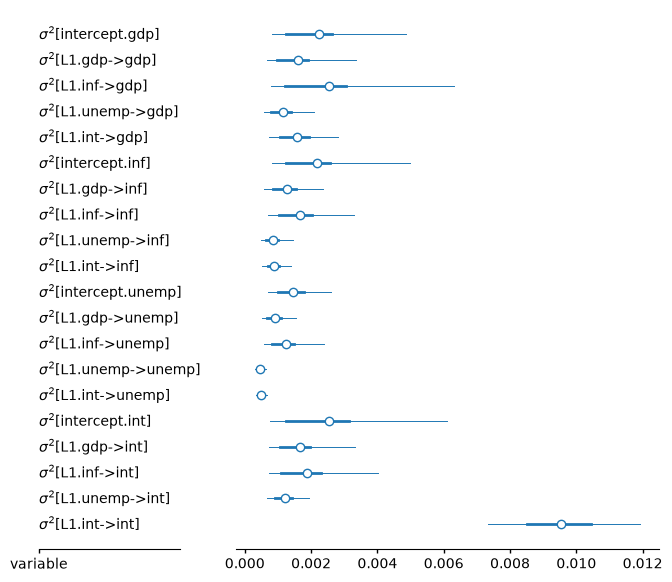 σ²[intercept.gdp]
σ²[L1.gdp->gdp]
σ²[L1.inf->gdp]
σ²[L1.unemp->gdp]
σ²[L1.int->gdp]
σ²[intercept.inf]
σ²[L1.gdp->inf]
σ²[L1.inf->inf]
σ²[L1.unemp->inf]
σ²[L1.int->inf]
σ²[intercept.unemp]
σ²[L1.gdp->unemp]
σ²[L1.inf->unemp]
σ²[L1.unemp->unemp]
σ²[L1.int->unemp]
σ²[intercept.int]
σ²[L1.gdp->int]
σ²[L1.inf->int]
σ²[L1.unemp->int]
σ²[L1.int->int]
variable 0.000 0.002 0.004 0.006 0.008 0.010 0.012